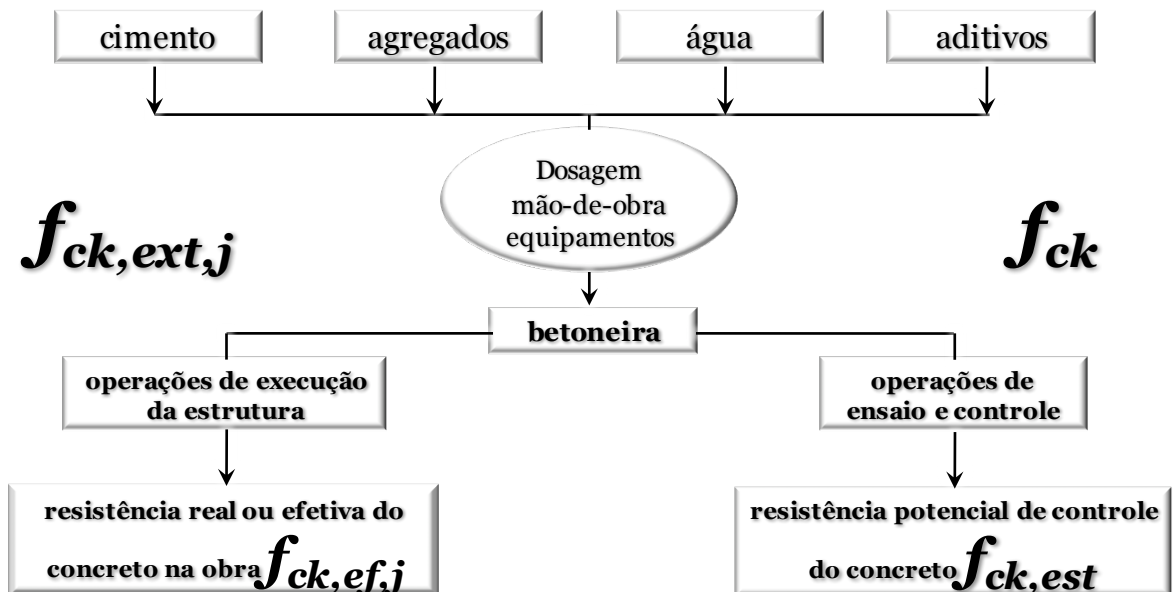 cimento
agregados
água
aditivos
Dosagem
mão-de-obra
equipamentos
fck,ext,j
fck
betoneira
operações de execução
da estrutura
operações de
ensaio e controle
resistência real ou efetiva do
concreto na obra fck,ef,j
resistência potencial de controle
do concreto fck,est